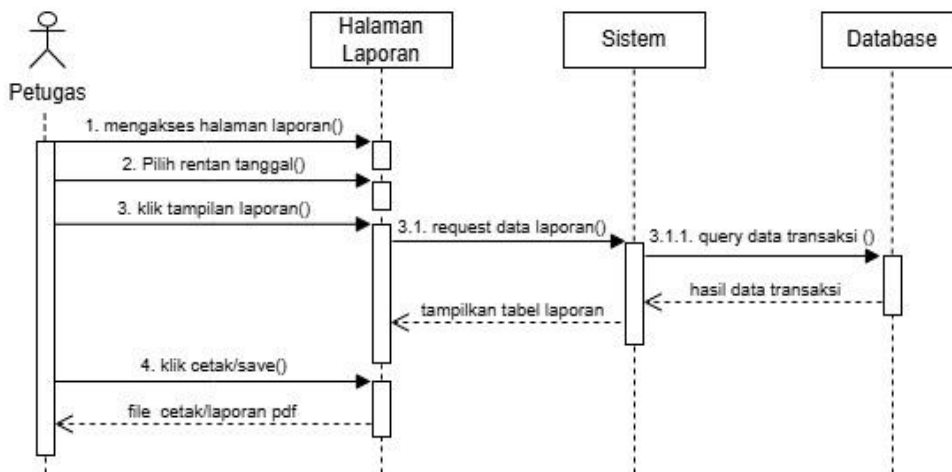 Petugas
Halaman
Laporan
Sistem
Database
1. mengakses halaman laporan()
2. Pilih rentan tanggal()
3. klik tampilan laporan()
3.1. request data laporan()
3.1.1. query data transaksi ()
hasil data transaksi
tampilkan tabel laporan
4. klik cetak/save()
file cetak/laporan pdf